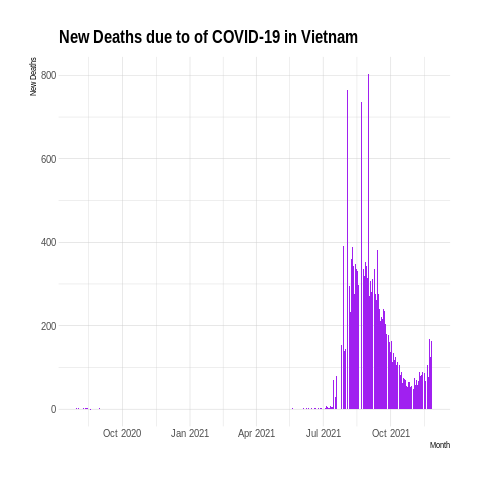 New Deaths due to of COVID-19 in Vietnam
New Deaths
800
600
400
200
0
Oct 2020
Jan 2021
Apr 2021
Jul 2021
Oct 2021
Month